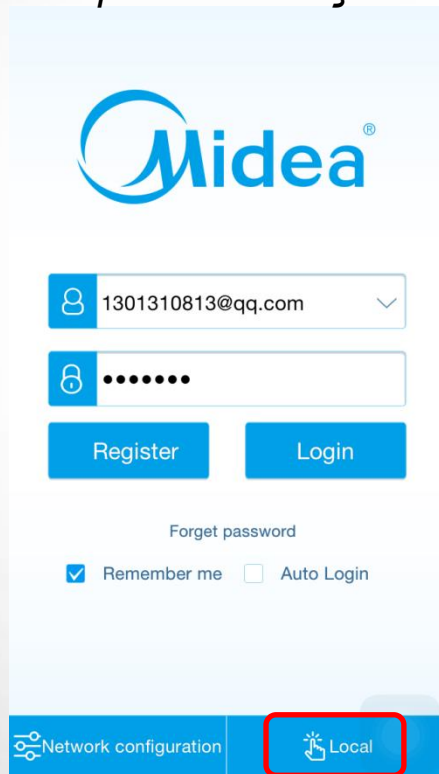 Midea®
1301310813@qq.com
•••••••
Register Login
Forget password
Remember me Auto Login
Network configuration Local